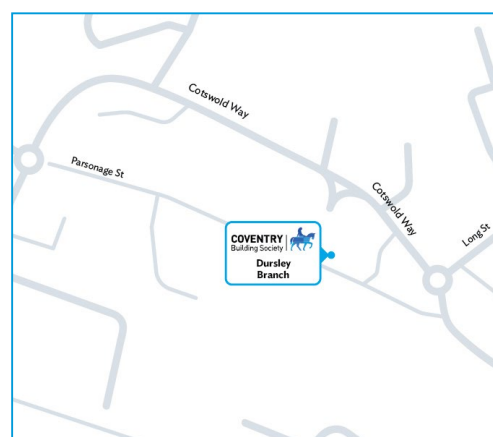 Cotswold Way
Parsonage St
Cotswold Way
Long St
COVENTRY
Building Society
Dursley
Branch